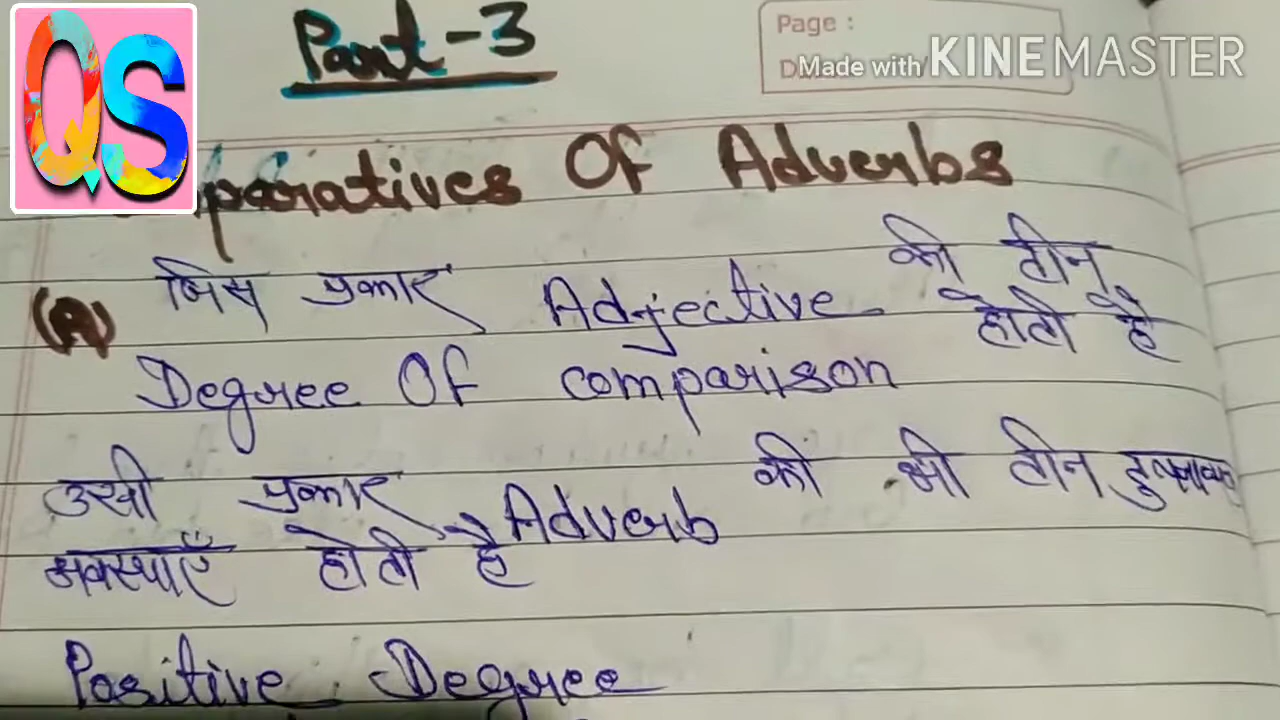 Part-3
Page :
Made with KINEMASTER
QS
paratives Of Adverbs
(A) जिस प्रकार Adjective की तीन
Degree Of comparison होती है
उसी प्रकार Adverb की भी तीन
अवस्थाएँ होती है
Positive Degree